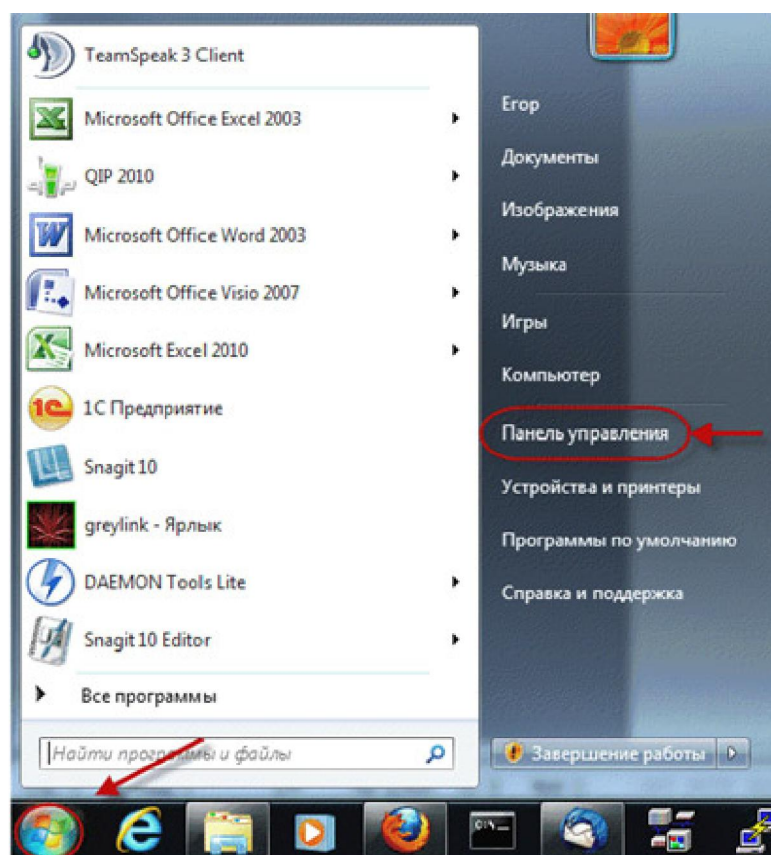 TeamSpeak 3 Client
Microsoft Office Excel 2003
QIP 2010
Microsoft Office Word 2003
Microsoft Office Visio 2007
Microsoft Excel 2010
1С Предприятие
Snagit 10
greylink - Ярлык
DAEMON Tools Lite
Snagit 10 Editor
Все программы
Найти программы и файлы
Егор
Документы
Изображения
Музыка
Игры
Компьютер
Панель управления
Устройства и принтеры
Программы по умолчанию
Справка и поддержка
Завершение работы